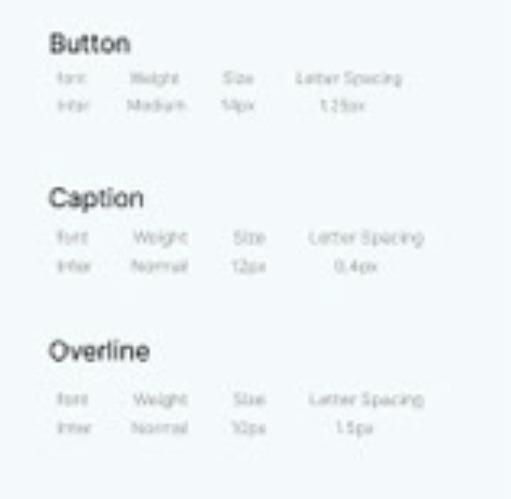 Button
font Weight Size Letter Spacing
Inter Medium 14px 1.25px
Caption
font Weight Size Letter Spacing
Inter Normal 12px 0.4px
Overline
font Weight Size Letter Spacing
Inter Normal 10px 1.5px